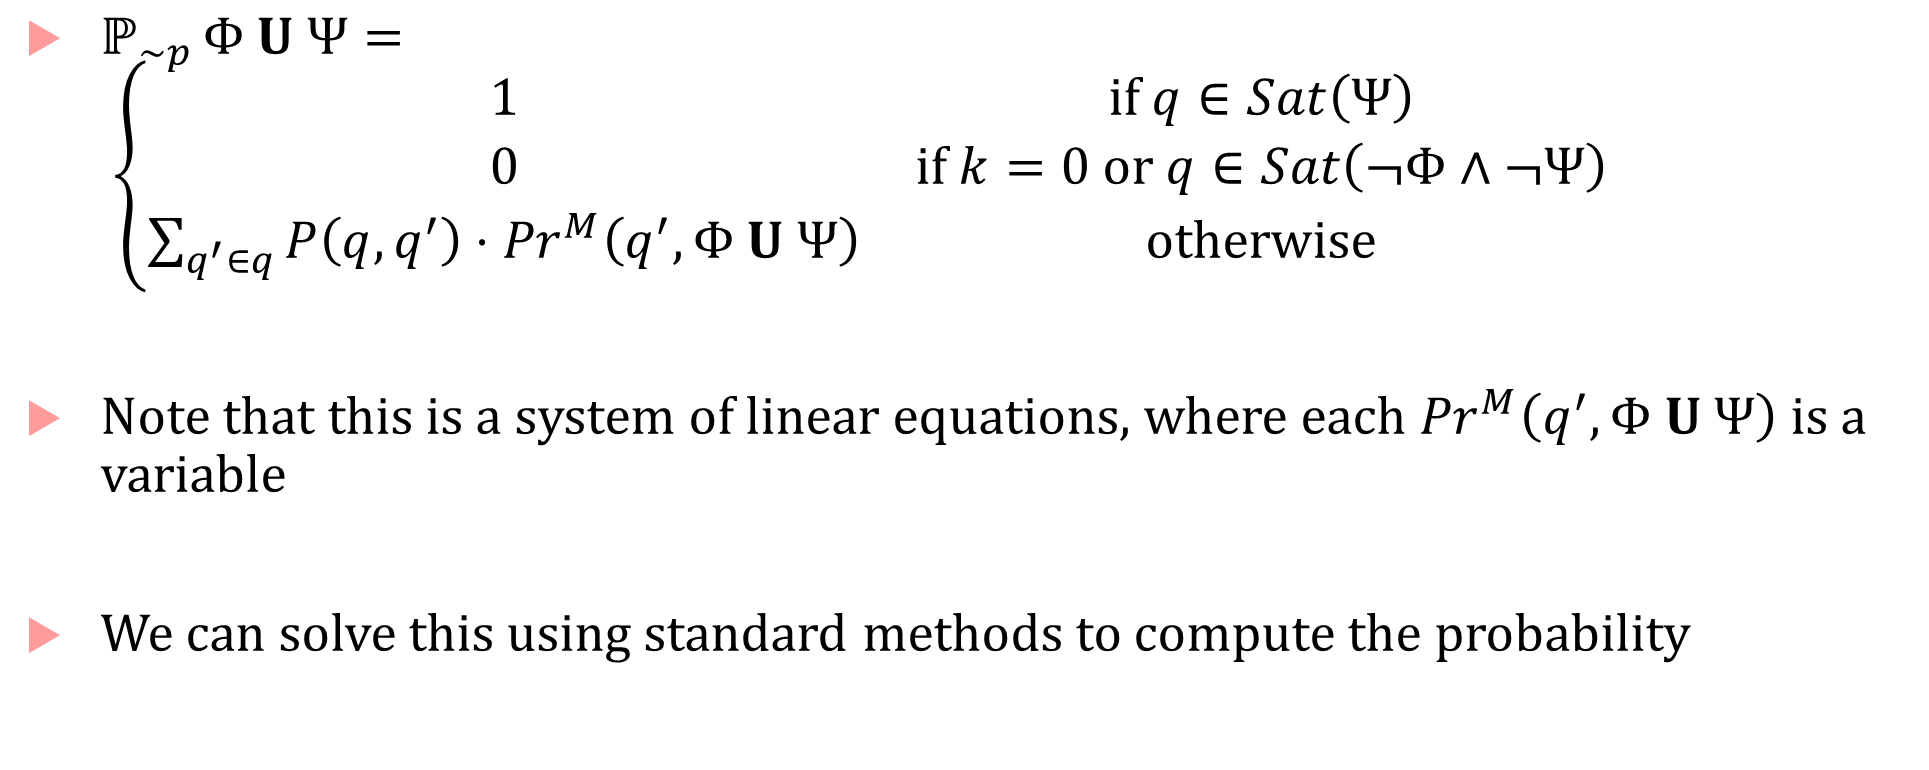 ℙ~p Φ U Ψ =
1 if q ∈ Sat(Ψ)
0 if k = 0 or q ∈ Sat(¬Φ ∧ ¬Ψ)
∑q′∈q P(q, q′) · Pr^M(q′, Φ U Ψ) otherwise
Note that this is a system of linear equations, where each Pr^M(q′, Φ U Ψ) is a
variable
We can solve this using standard methods to compute the probability